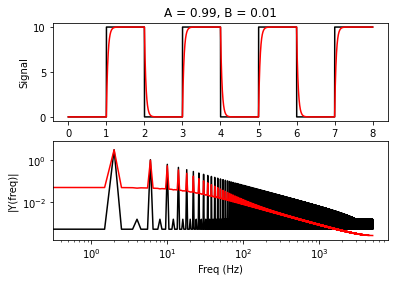 A = 0.99, B = 0.01
Signal
10
5
0
0 1 2 3 4 5 6 7 8
|Y(freq)|
10⁰
10⁻²
10⁰ 10¹ 10² 10³
Freq (Hz)